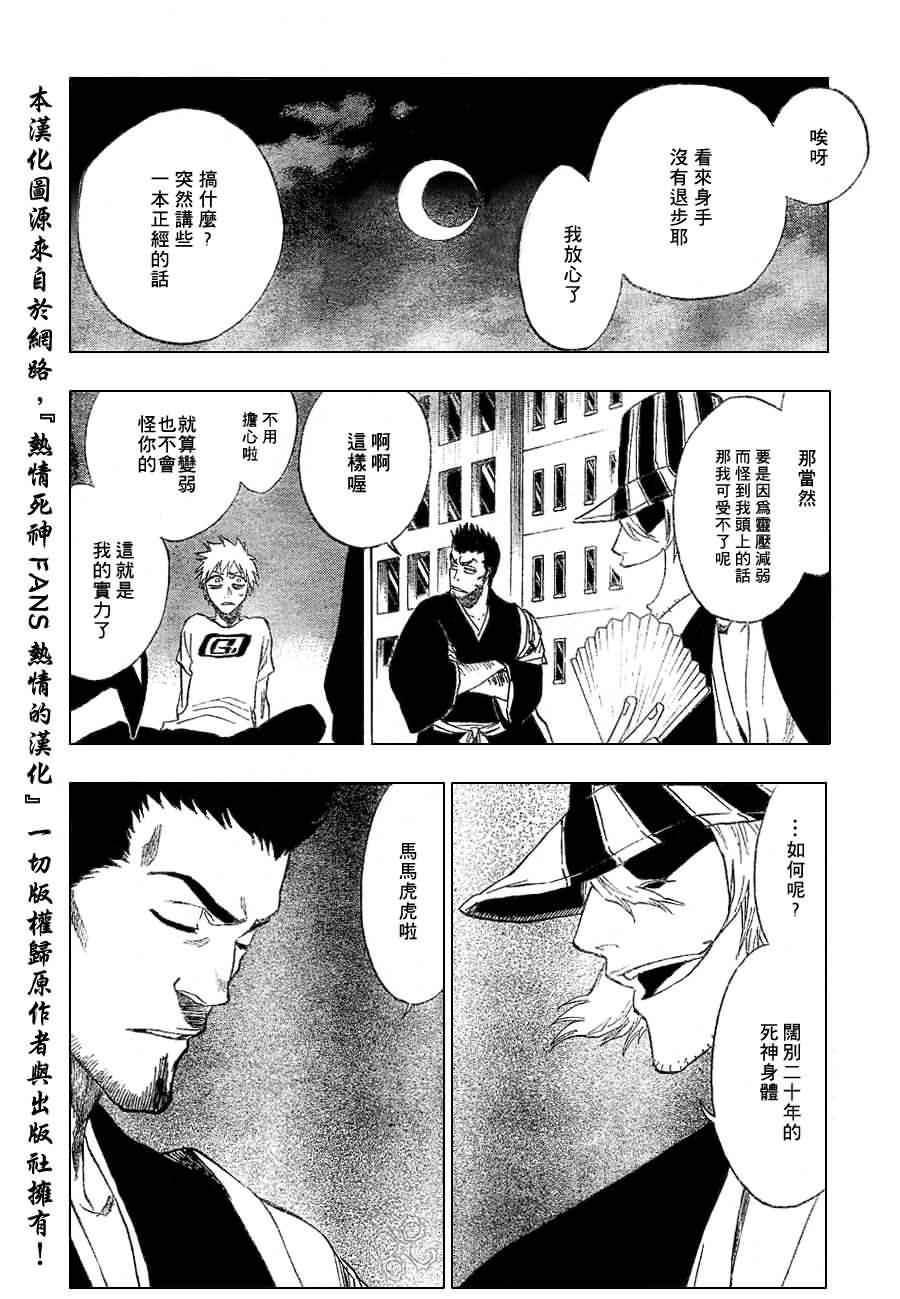 唉呀
看來身手
沒有退步耶
我放心了
搞什麼？
突然講些
一本正經的話
那當然
要是因為靈壓減弱
而怪到我頭上的話
那我可受不了呢
啊啊
這樣喔
不用
擔心啦
就算變弱
也不會
怪你的
這就是
我的實力了
…如何呢？
闊別二十年的
死神身體
馬馬虎虎啦
本漢化圖源來自於網路，『熱情死神FANS熱情的漢化』一切版權歸原作者與出版社擁有！